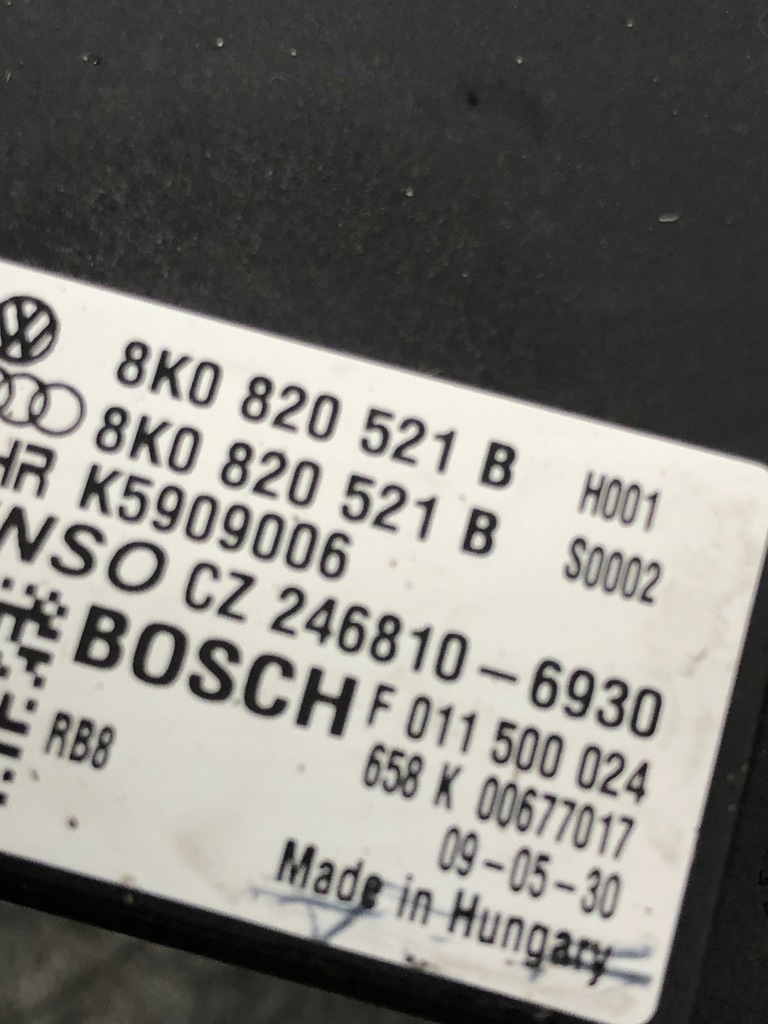 8K0 820 521 B H001
8K0 820 521 B S0002
HR K5909006
NSO CZ 246810-6930
BOSCH F 011 500 024
RB8 658 K 00677017
09-05-30
Made in Hungary